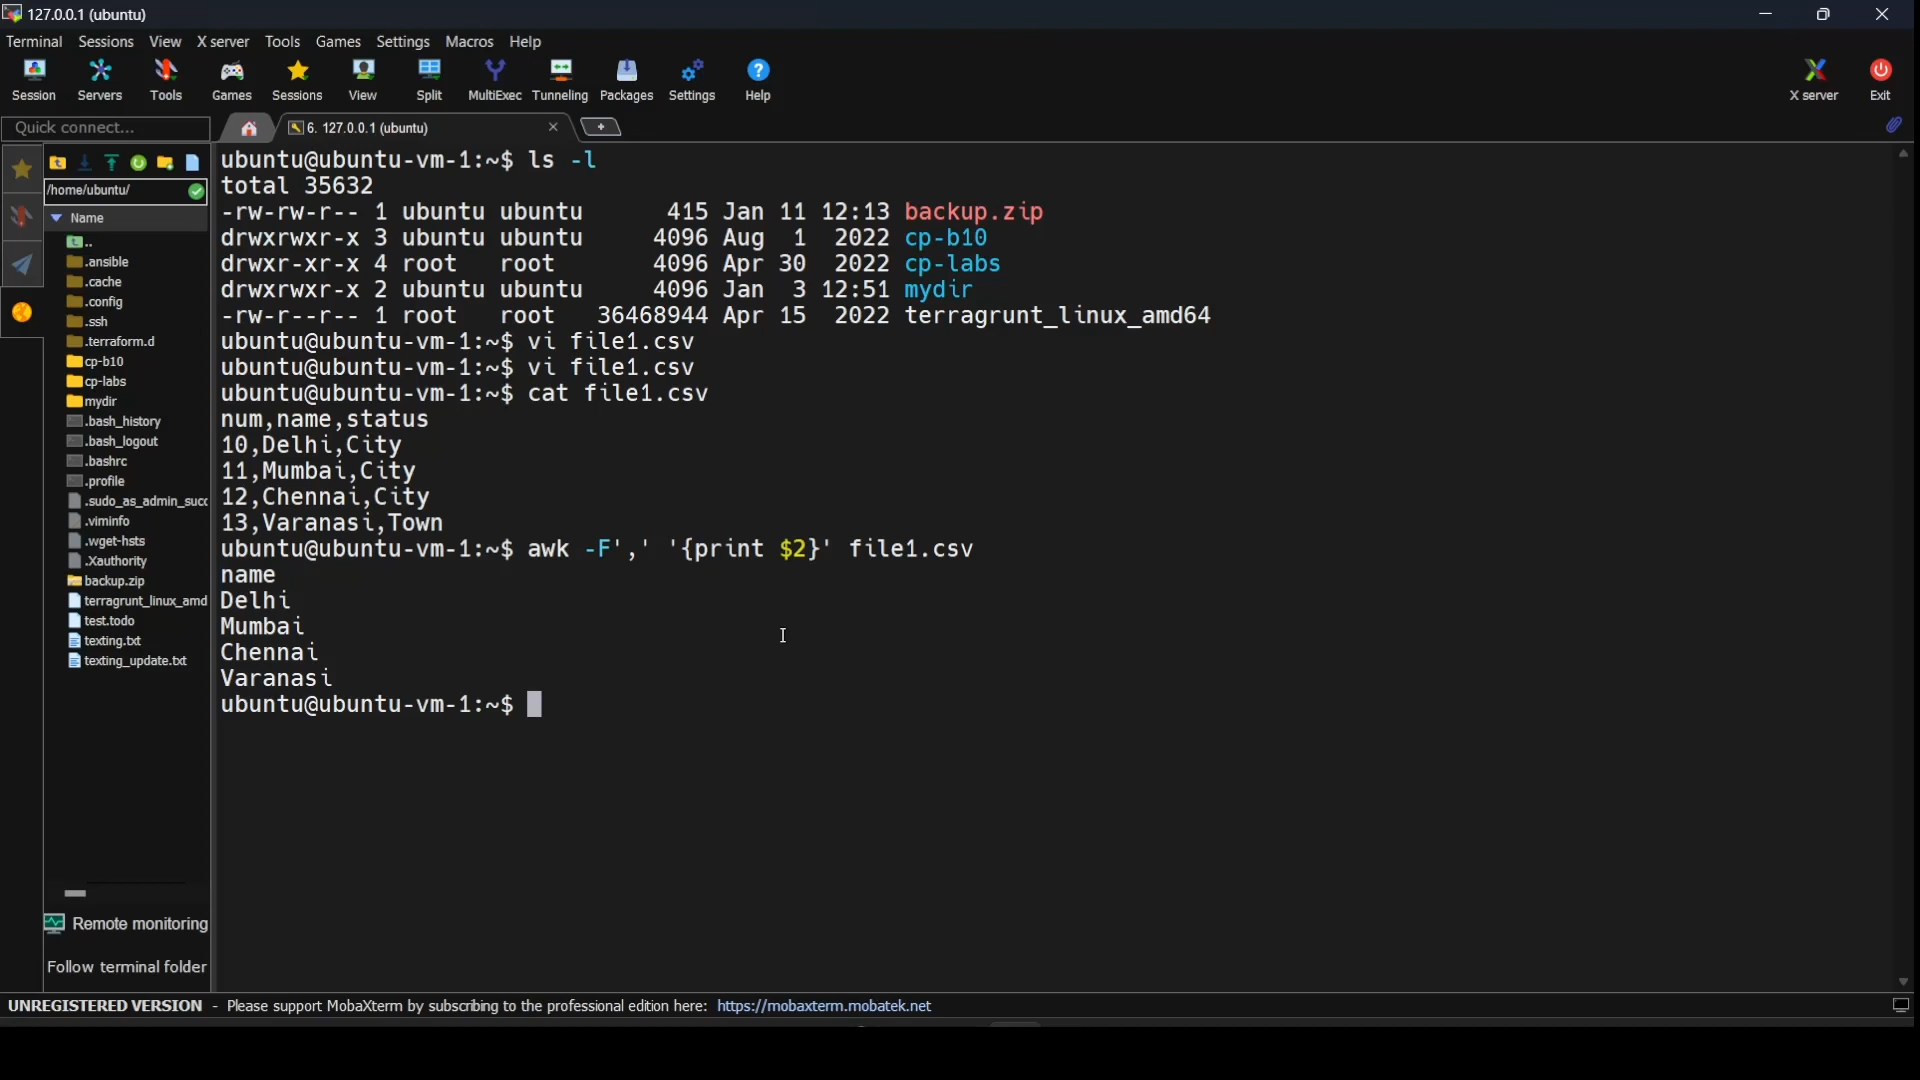 127.0.0.1 (ubuntu)
Terminal Sessions View X server Tools Games Settings Macros Help
Session Servers Tools Games Sessions View Split MultiExec Tunneling Packages Settings Help X server Exit
Quick connect...
6. 127.0.0.1 (ubuntu)
/home/ubuntu/
Name
..
.ansible
.cache
.config
.ssh
.terraform.d
cp-b10
cp-labs
mydir
.bash_history
.bash_logout
.bashrc
.profile
.sudo_as_admin_succ
.viminfo
.wget-hsts
.Xauthority
backup.zip
terragrunt_linux_amd
test.todo
texting.txt
texting_update.txt
Remote monitoring
Follow terminal folder
ubuntu@ubuntu-vm-1:~$ ls -l
total 35632
-rw-rw-r-- 1 ubuntu ubuntu      415 Jan 11 12:13 backup.zip
drwxrwxr-x 3 ubuntu ubuntu     4096 Aug  1  2022 cp-b10
drwxr-xr-x 4 root   root       4096 Apr 30  2022 cp-labs
drwxrwxr-x 2 ubuntu ubuntu     4096 Jan  3 12:51 mydir
-rw-r--r-- 1 root   root   36468944 Apr 15  2022 terragrunt_linux_amd64
ubuntu@ubuntu-vm-1:~$ vi file1.csv
ubuntu@ubuntu-vm-1:~$ vi file1.csv
ubuntu@ubuntu-vm-1:~$ cat file1.csv
num,name,status
10,Delhi,City
11,Mumbai,City
12,Chennai,City
13,Varanasi,Town
ubuntu@ubuntu-vm-1:~$ awk -F',' '{print $2}' file1.csv
name
Delhi
Mumbai
Chennai
Varanasi
ubuntu@ubuntu-vm-1:~$
UNREGISTERED VERSION - Please support MobaXterm by subscribing to the professional edition here: https://mobaxterm.mobatek.net